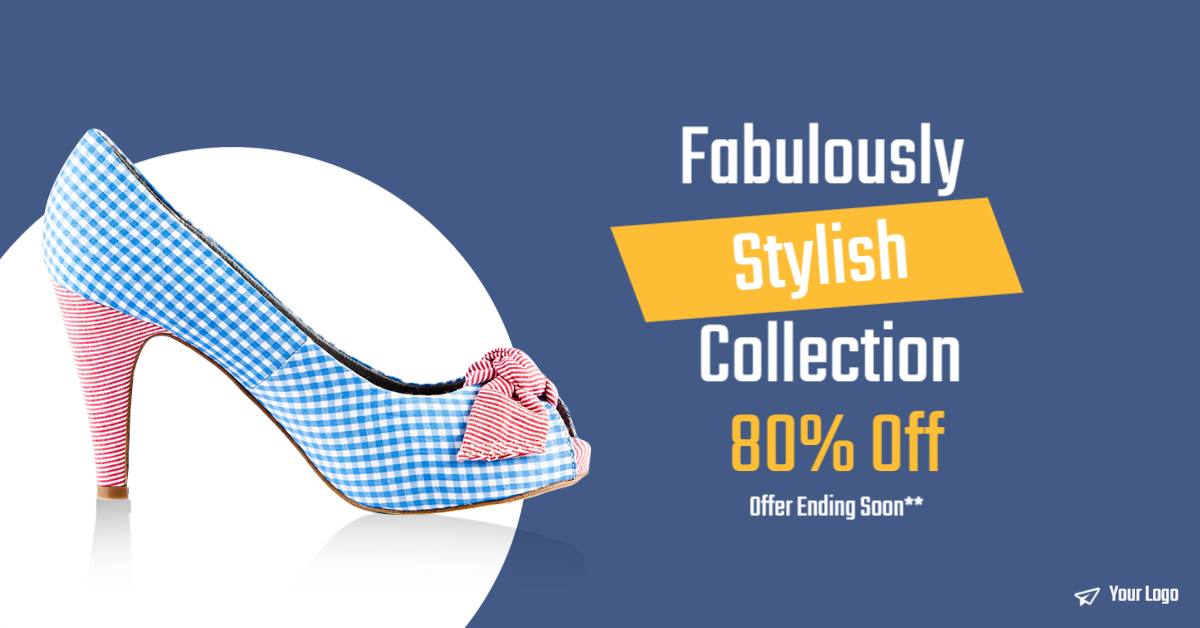 Fabulously
Stylish
Collection
80% Off
Offer Ending Soon**
Your Logo